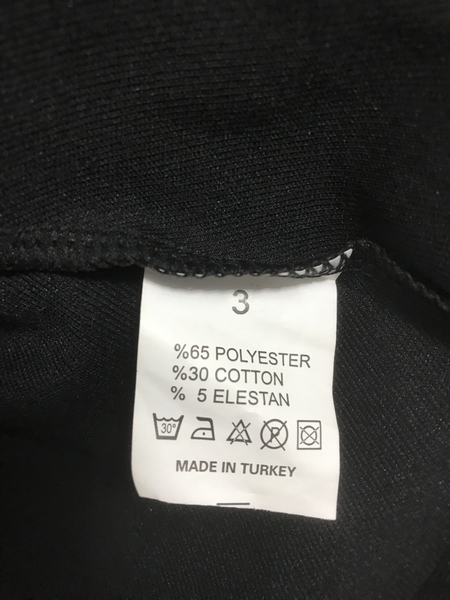 3
%65 POLYESTER
%30 COTTON
% 5 ELESTAN
30° P
MADE IN TURKEY